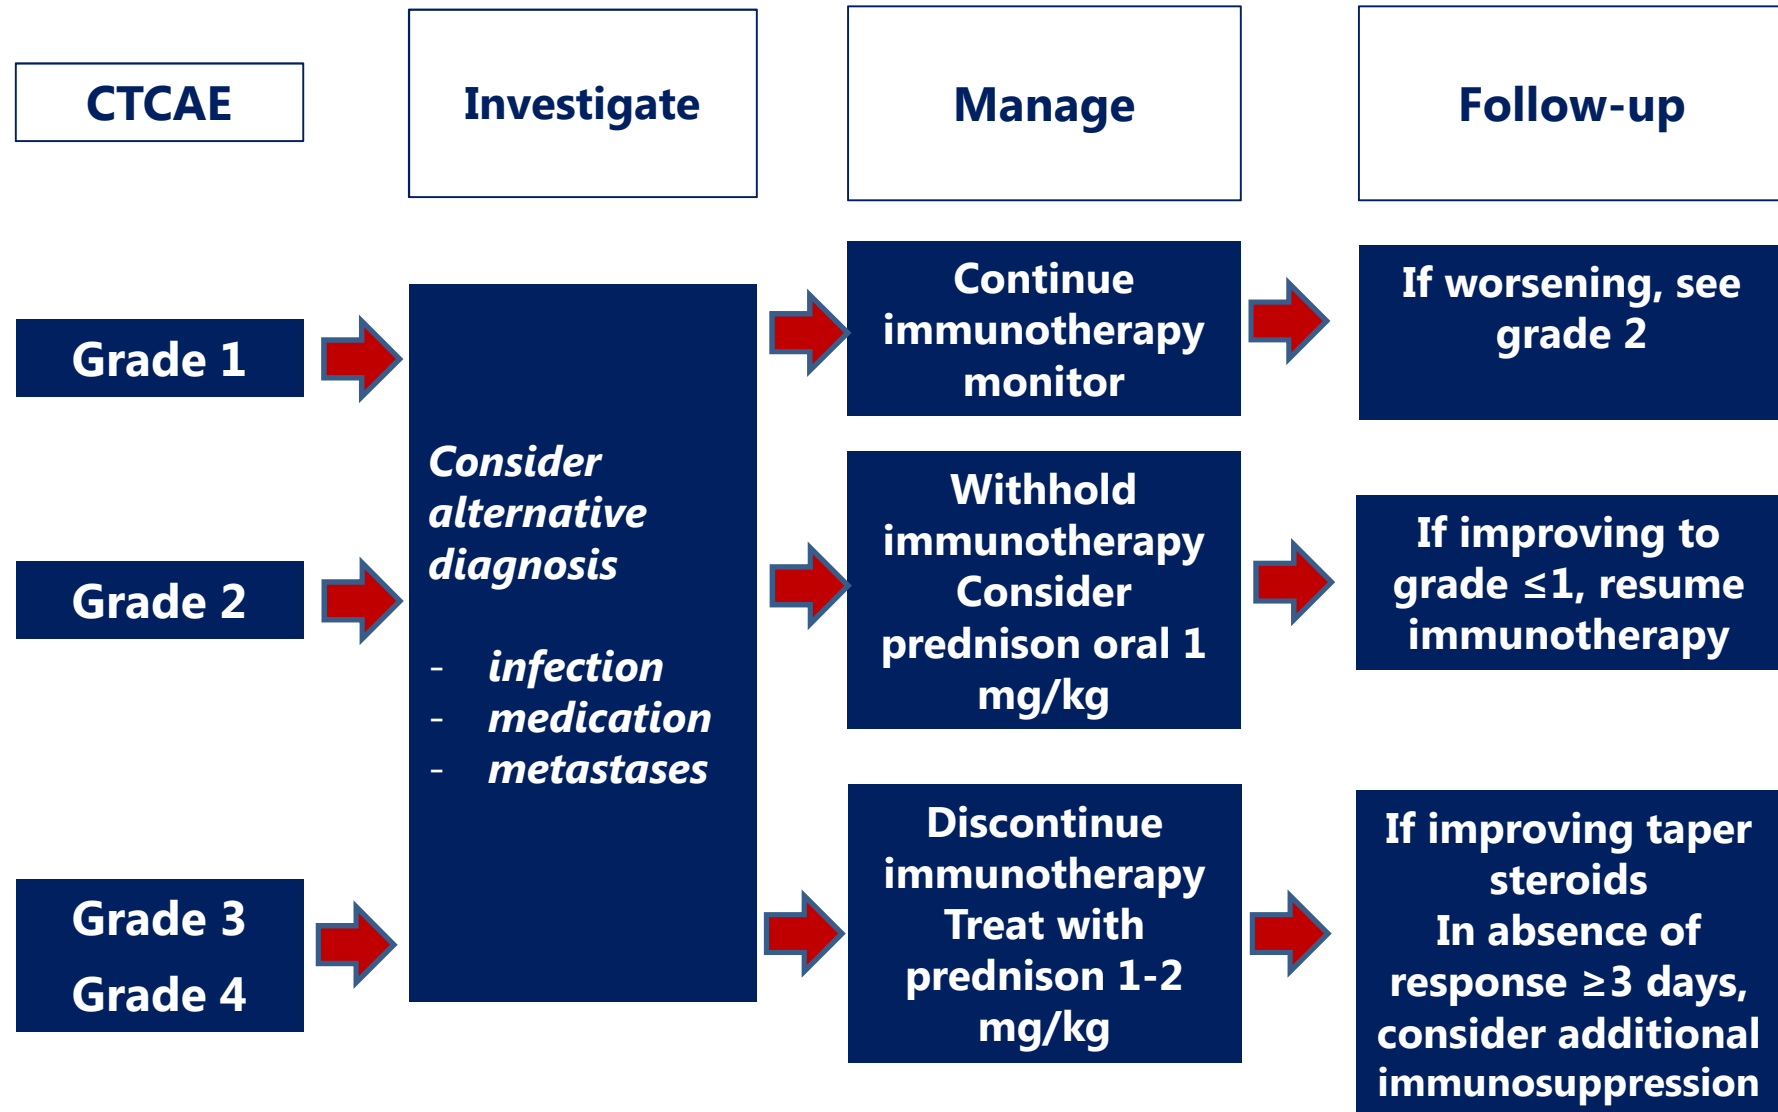 CTCAE
Investigate
Manage
Follow-up
Grade 1
Grade 2
Grade 3
Grade 4
Consider
alternative
diagnosis
- infection
- medication
- metastases
Continue
immunotherapy
monitor
If worsening, see
grade 2
Withhold
immunotherapy
Consider
prednison oral 1
mg/kg
If improving to
grade ≤1, resume
immunotherapy
Discontinue
immunotherapy
Treat with
prednison 1-2
mg/kg
If improving taper
steroids
In absence of
response ≥3 days,
consider additional
immunosuppression